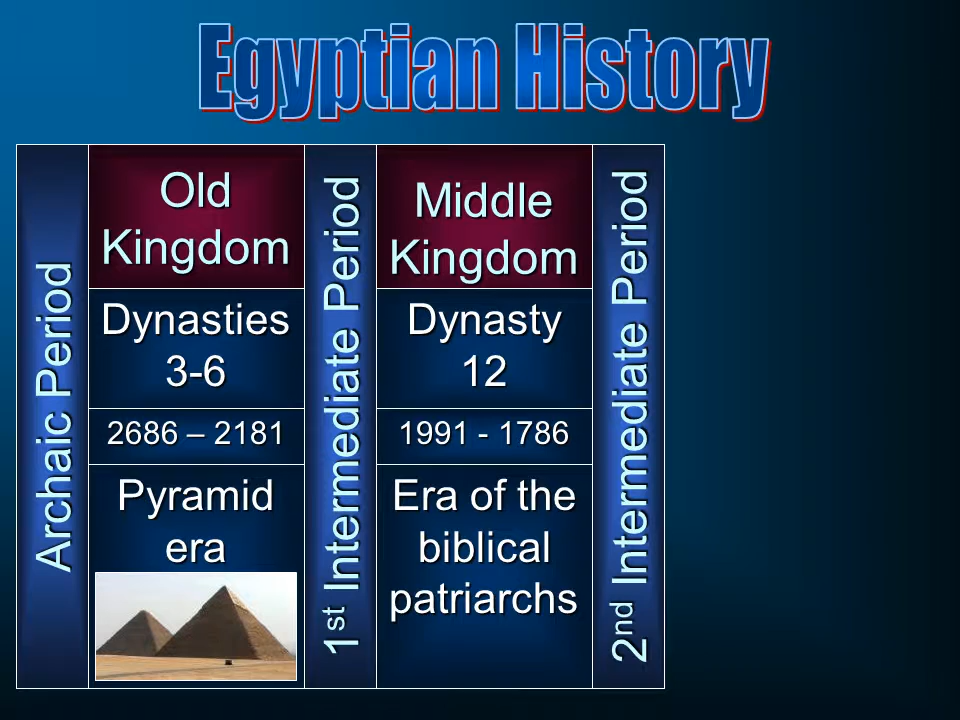 Egyptian History
Archaic Period
Old
Kingdom
Dynasties
3-6
2686 – 2181
Pyramid
era
1st Intermediate Period
Middle
Kingdom
Dynasty
12
1991 - 1786
Era of the
biblical
patriarchs
2nd Intermediate Period